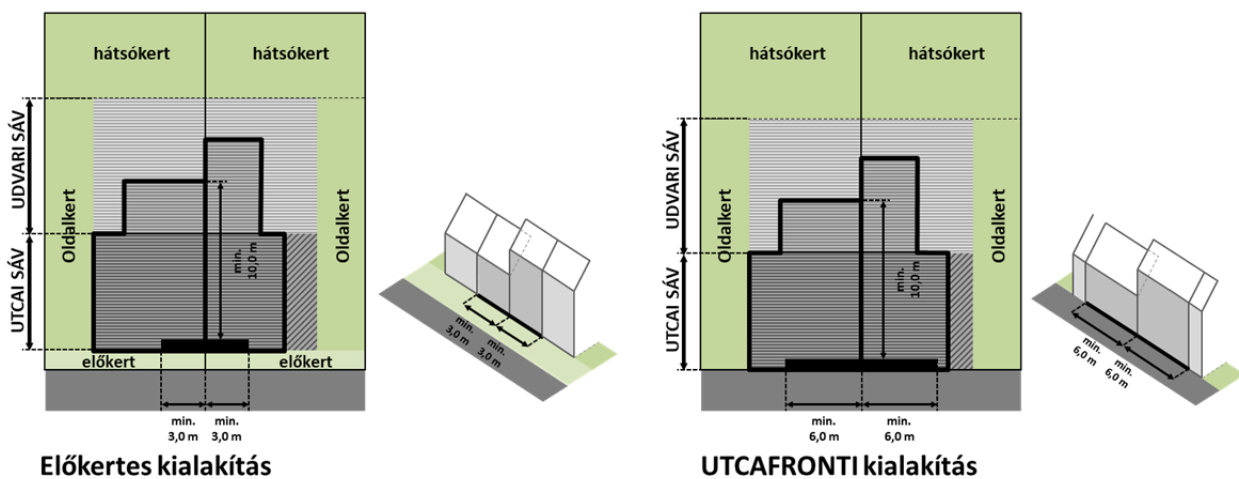 hátsókert
hátsókert
UDVARI SÁV
UTCAI SÁV
Oldalkert
Oldalkert
min.
10,0 m
előkert
előkert
min.
3,0 m
min.
3,0 m
min.
3,0 m
min.
3,0 m
Előkertes kialakítás
hátsókert
hátsókert
UDVARI SÁV
UTCAI SÁV
Oldalkert
Oldalkert
min.
10,0 m
min.
6,0 m
min.
6,0 m
min.
6,0 m
min.
6,0 m
UTCAFRONTI kialakítás